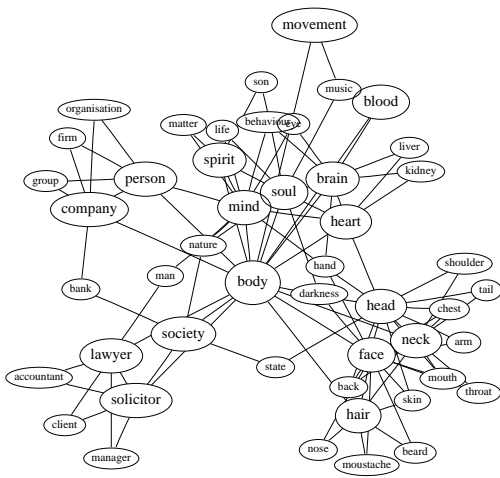 movement
son
music
blood
organisation
behaviour
eye
matter
life
firm
spirit
liver
group
person
soul
brain
kidney
company
mind
heart
nature
shoulder
man
hand
bank
body
tail
darkness
head
chest
society
neck
arm
lawyer
face
state
mouth
accountant
back
throat
solicitor
skin
hair
client
nose
beard
manager
moustache